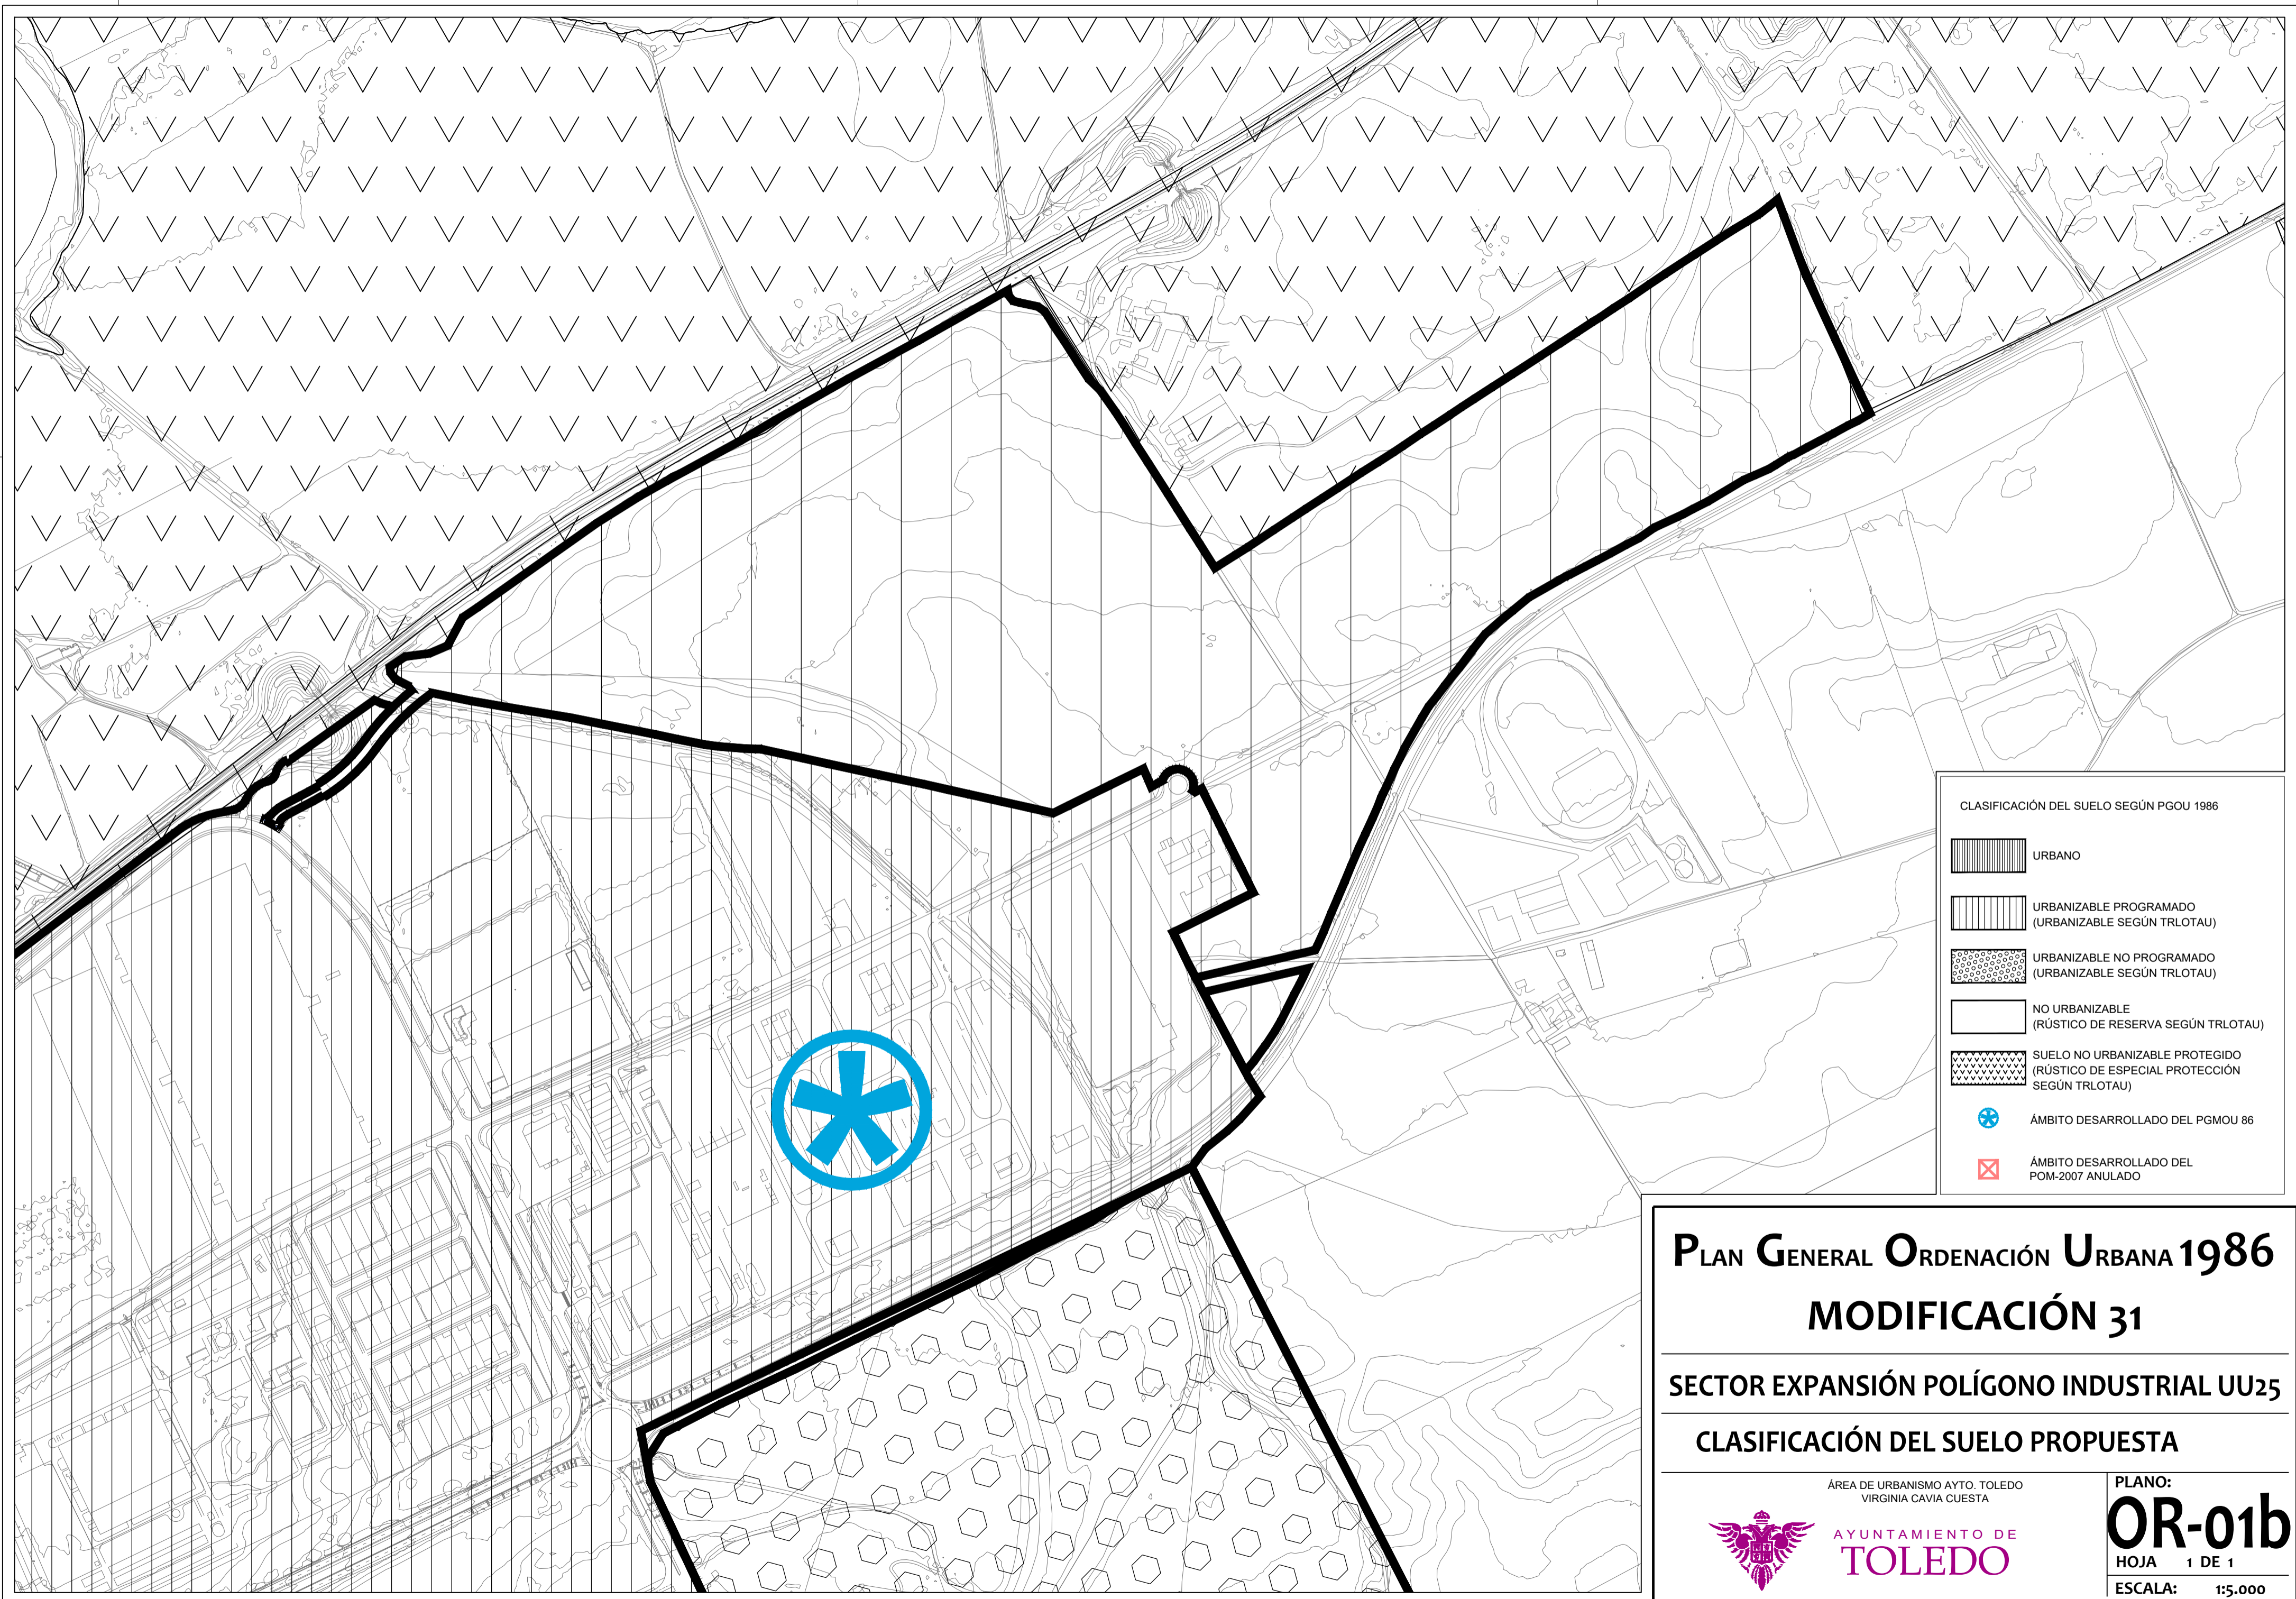 CLASIFICACIÓN DEL SUELO SEGÚN PGOU 1986
URBANO
URBANIZABLE PROGRAMADO
(URBANIZABLE SEGÚN TRLOTAU)
URBANIZABLE NO PROGRAMADO
(URBANIZABLE SEGÚN TRLOTAU)
NO URBANIZABLE
(RÚSTICO DE RESERVA SEGÚN TRLOTAU)
SUELO NO URBANIZABLE PROTEGIDO
(RÚSTICO DE ESPECIAL PROTECCIÓN
SEGÚN TRLOTAU)
ÁMBITO DESARROLLADO DEL PGMOU 86
ÁMBITO DESARROLLADO DEL
POM-2007 ANULADO
PLAN GENERAL ORDENACIÓN URBANA 1986
MODIFICACIÓN 31
SECTOR EXPANSIÓN POLÍGONO INDUSTRIAL UU25
CLASIFICACIÓN DEL SUELO PROPUESTA
ÁREA DE URBANISMO AYTO. TOLEDO
VIRGINIA CAVIA CUESTA
AYUNTAMIENTO DE
TOLEDO
PLANO:
OR-01b
HOJA 1 DE 1
ESCALA: 1:5.000